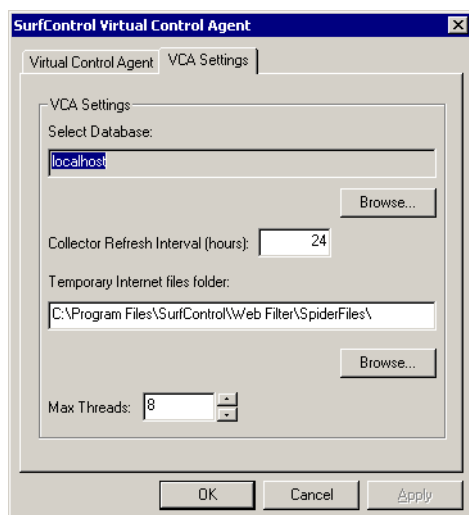 SurfControl Virtual Control Agent
Virtual Control Agent VCA Settings
VCA Settings
Select Database:
localhost
Browse...
Collector Refresh Interval (hours): 24
Temporary Internet files folder:
C:\Program Files\SurfControl\Web Filter\SpiderFiles\
Browse...
Max Threads: 8
OK Cancel Apply